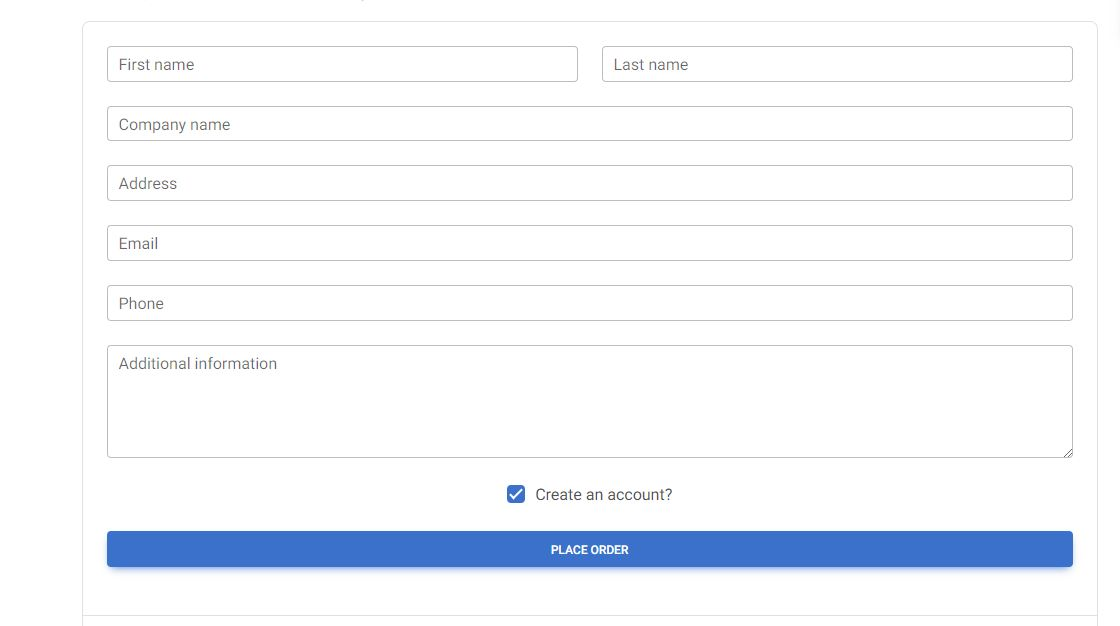 First name Last name
Company name
Address
Email
Phone
Additional information
Create an account?
PLACE ORDER